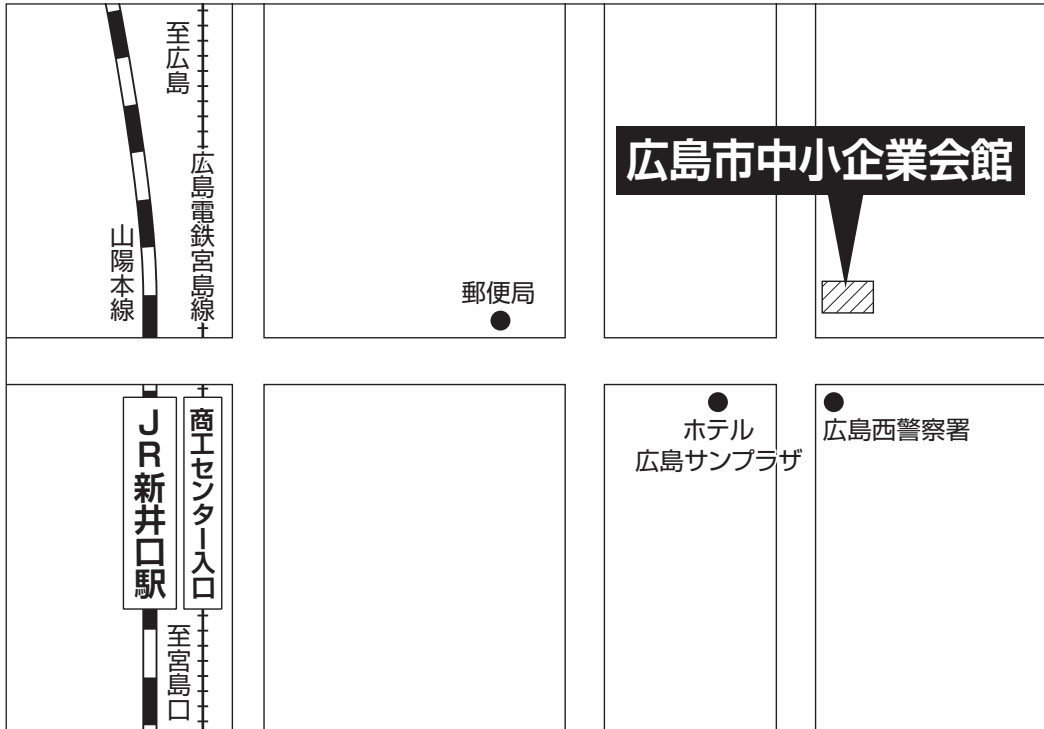 至広島
広島電鉄宮島線
山陽本線
広島市中小企業会館
郵便局
JR新井口駅
商工センター入口
ホテル
広島サンプラザ
広島西警察署
至宮島口